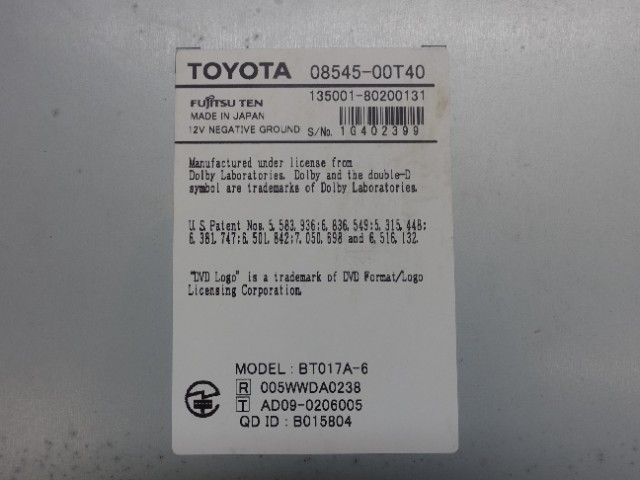 TOYOTA 08545-00T40
FUJITSU TEN 135001-80200131
MADE IN JAPAN
12V NEGATIVE GROUND S/No. 1G402399
Manufactured under license from
Dolby Laboratories. Dolby and the double-D
symbol are trademarks of Dolby Laboratories.
U.S. Patent Nos. 5,583,936;6,836,549;5,315,448;
6,381,747;6,501,842;7,050,698 and 6,516,132.
"DVD Logo" is a trademark of DVD Format/Logo
Licensing Corporation.
MODEL : BT017A-6
R 005WWDA0238
T AD09-0206005
QD ID : B015804